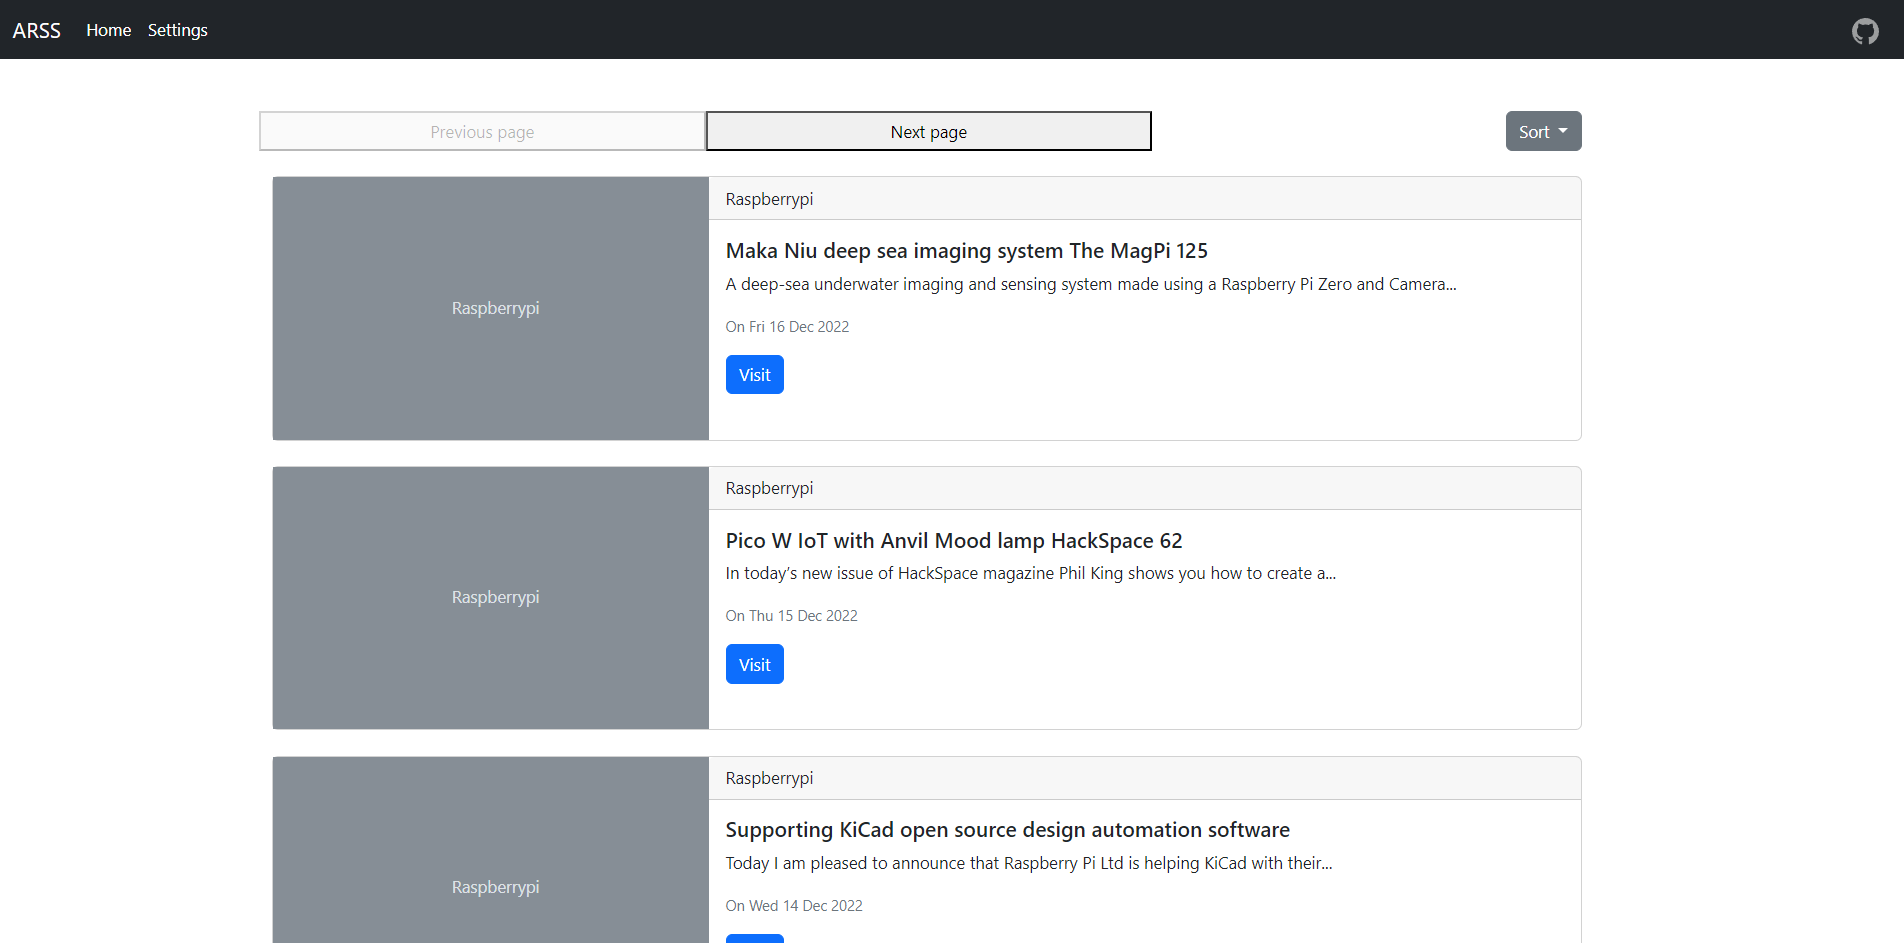 ARSS Home Settings
Previous page Next page Sort
Raspberrypi
Raspberrypi
Maka Niu deep sea imaging system The MagPi 125
A deep-sea underwater imaging and sensing system made using a Raspberry Pi Zero and Camera...
On Fri 16 Dec 2022
Visit
Raspberrypi
Raspberrypi
Pico W IoT with Anvil Mood lamp HackSpace 62
In today’s new issue of HackSpace magazine Phil King shows you how to create a...
On Thu 15 Dec 2022
Visit
Raspberrypi
Raspberrypi
Supporting KiCad open source design automation software
Today I am pleased to announce that Raspberry Pi Ltd is helping KiCad with their...
On Wed 14 Dec 2022